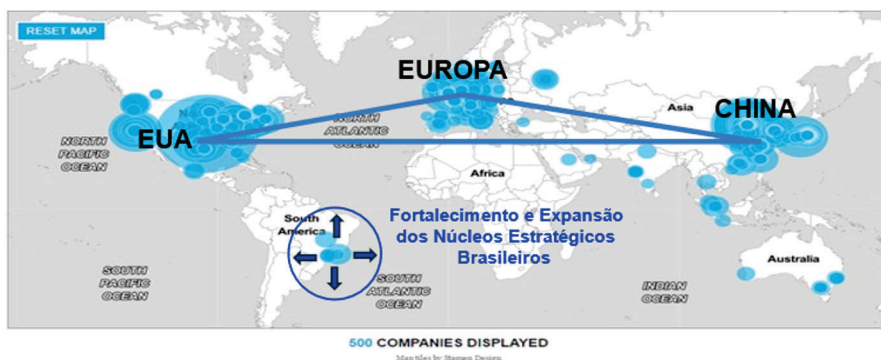 RESET MAP
EUROPA
CHINA
EUA
Asia
NORTH
PACIFIC
OCEAN
NORTH
ATLANTIC
OCEAN
Africa
South
America
Fortalecimento e Expansão
dos Núcleos Estratégicos
Brasileiros
Australia
SOUTH
PACIFIC
OCEAN
SOUTH
ATLANTIC
OCEAN
INDIAN
OCEAN
500 COMPANIES DISPLAYED
Map tiles by Stamen Design